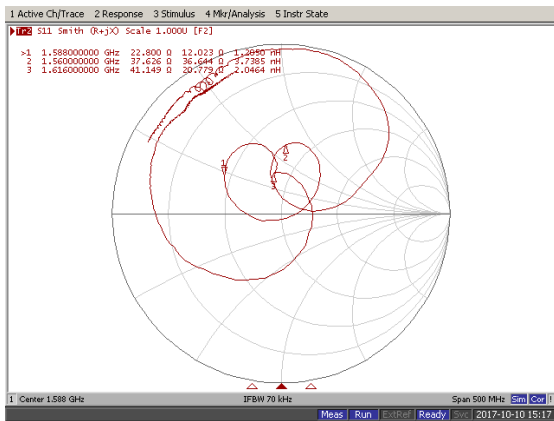 1 Active Ch/Trace 2 Response 3 Stimulus 4 Mkr/Analysis 5 Instr State
Tr2 S11 Smith (R+jX) Scale 1.000U [F2]
>1 1.588000000 GHz 22.800 Ω 12.023 Ω 1.2050 nH
2 1.560000000 GHz 37.626 Ω 36.644 Ω 3.7385 nH
3 1.616000000 GHz 41.149 Ω 20.779 Ω 2.0464 nH
1
2
3
1 Center 1.588 GHz IFBW 70 kHz Span 500 MHz Sim Cor !
Meas Run ExtRef Ready Svc 2017-10-10 15:17